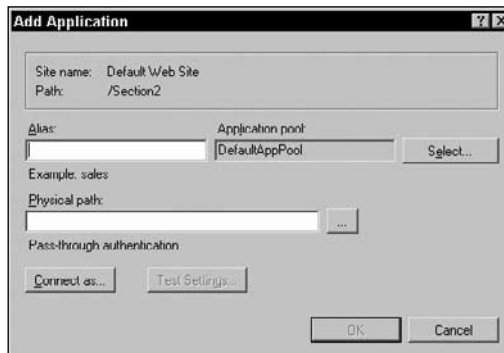 Add Application
Site name: Default Web Site
Path: /Section2
Alias: Application pool:
DefaultAppPool Select...
Example: sales
Physical path:
...
Pass-through authentication
Connect as... Test Settings...
OK Cancel